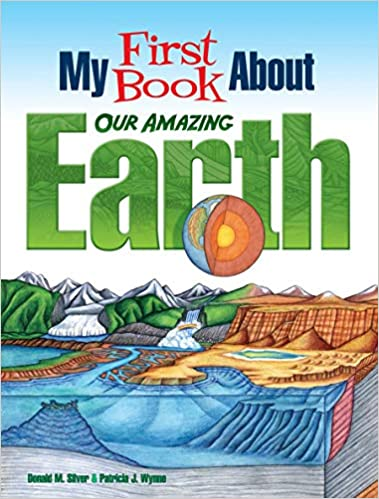 My First Book About
OUR AMAZING
Earth
Donald M. Silver & Patricia J. Wynne